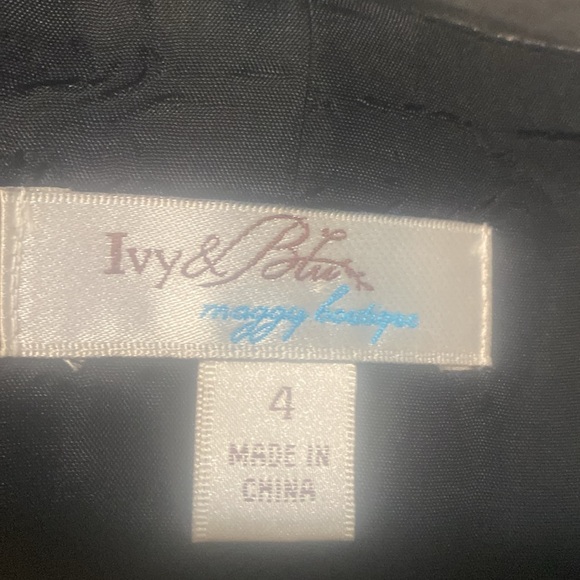 Ivy & Blu
maggy boutique
4
MADE IN
CHINA